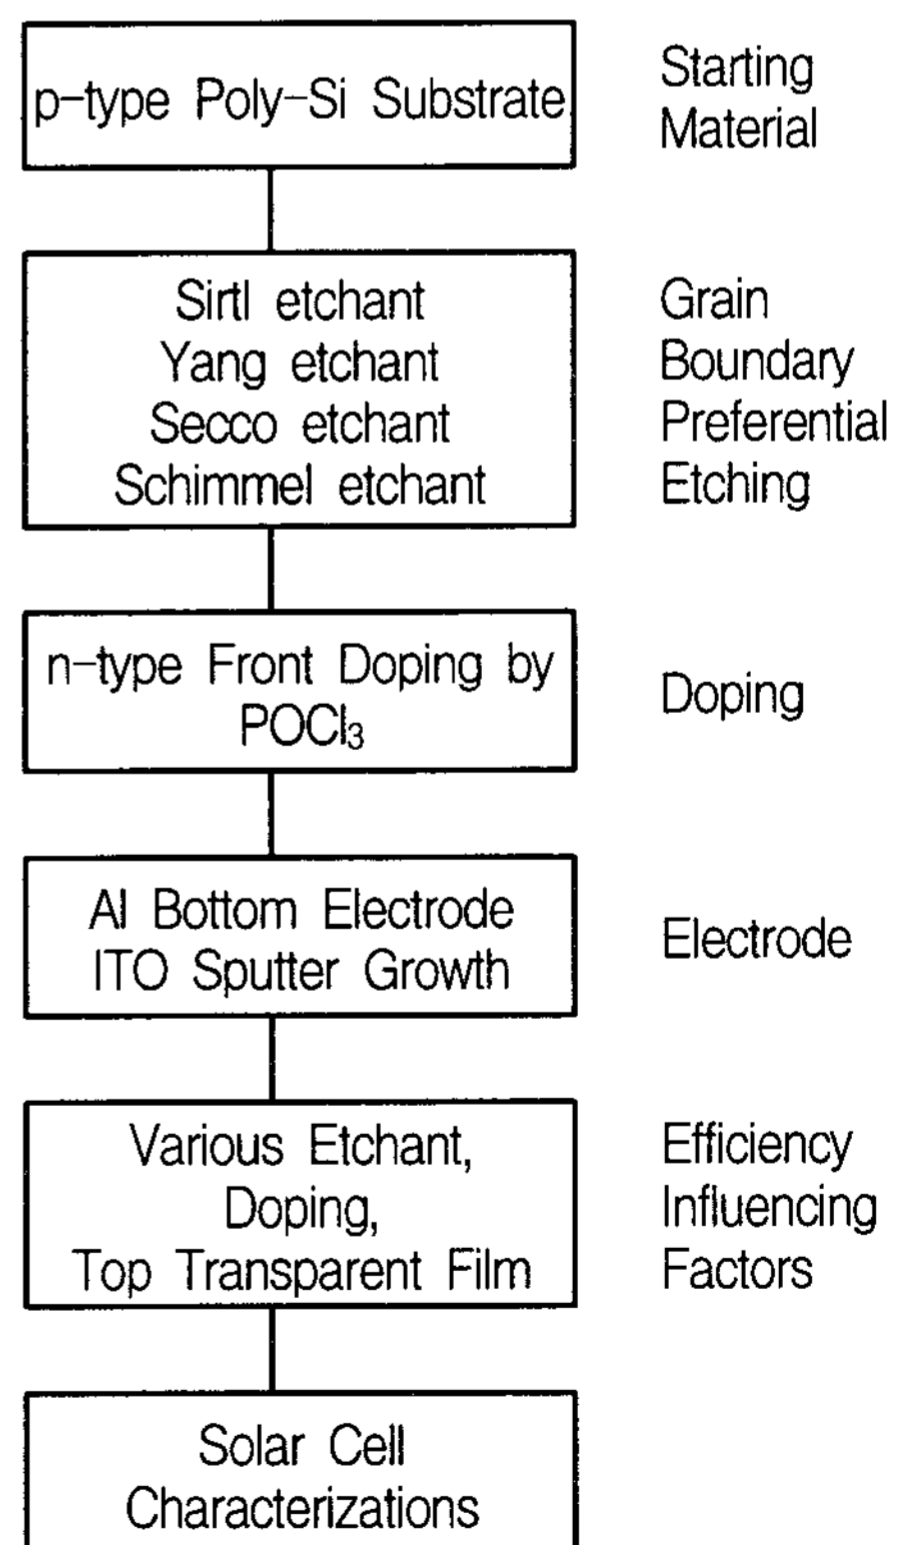 p-type Poly-Si Substrate
Starting
Material
Sirtl etchant
Yang etchant
Secco etchant
Schimmel etchant
Grain
Boundary
Preferential
Etching
n-type Front Doping by
POCl₃
Doping
Al Bottom Electrode
ITO Sputter Growth
Electrode
Various Etchant,
Doping,
Top Transparent Film
Efficiency
Influencing
Factors
Solar Cell
Characterizations